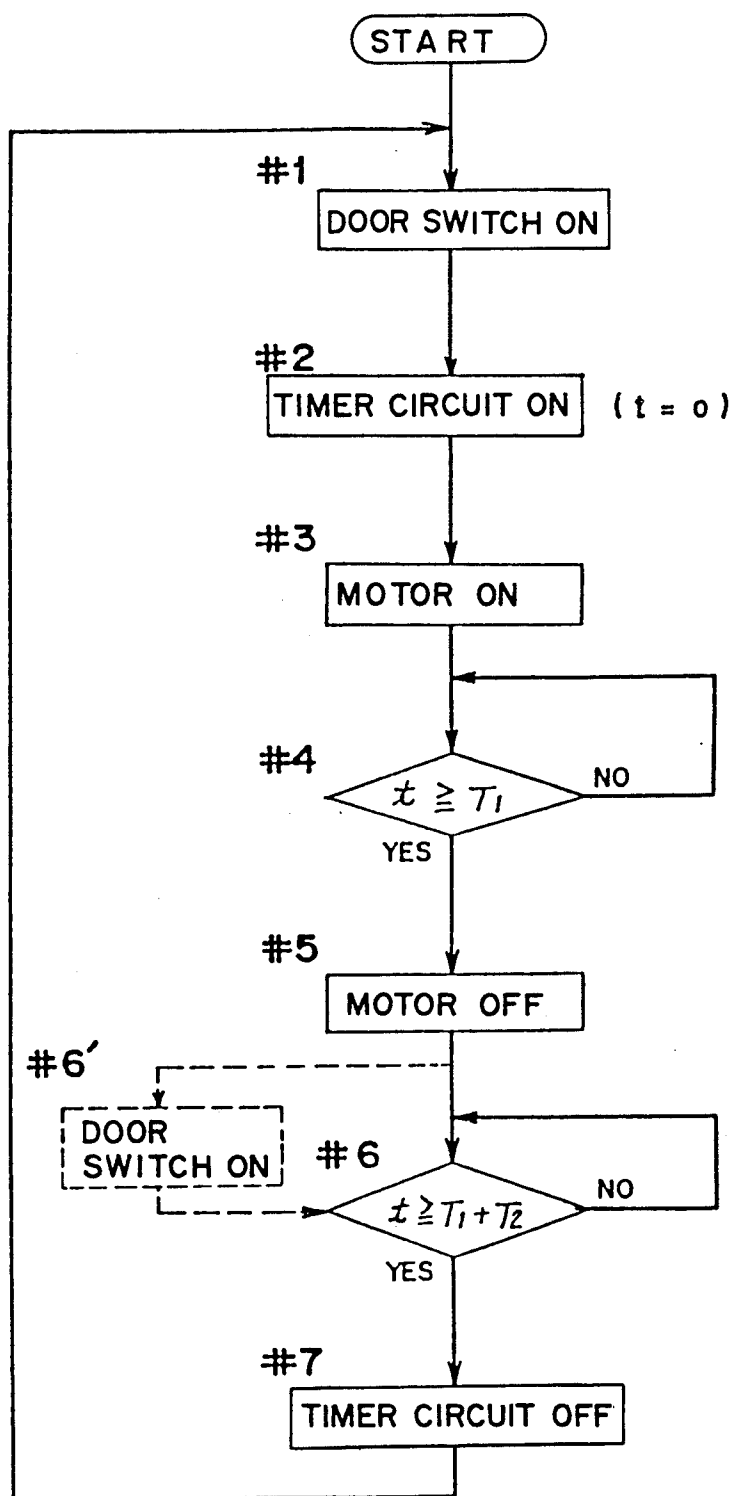 START
#1
DOOR SWITCH ON
#2
TIMER CIRCUIT ON (t = 0)
#3
MOTOR ON
#4
t ≧ T1
NO
YES
#5
MOTOR OFF
#6′
DOOR
SWITCH ON
#6
t ≧ T1 + T2
NO
YES
#7
TIMER CIRCUIT OFF